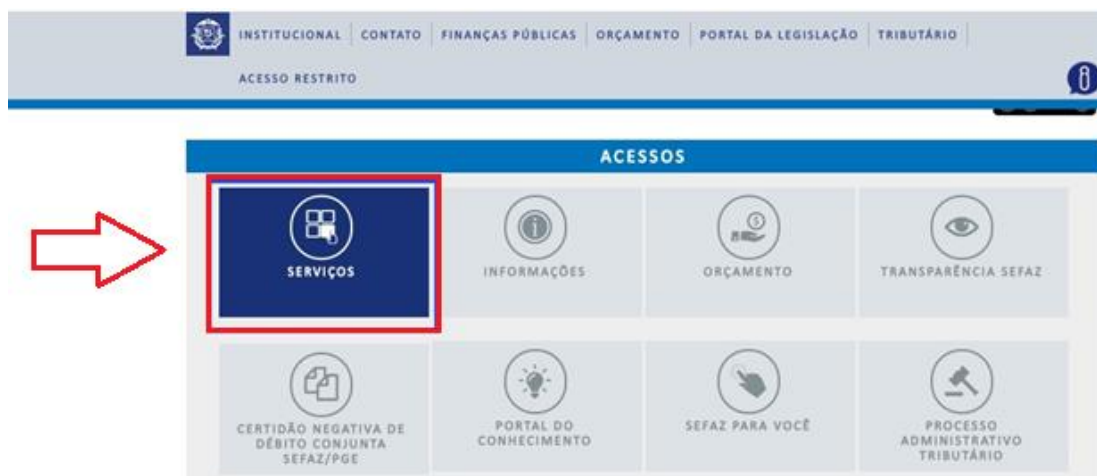 INSTITUCIONAL CONTATO FINANÇAS PÚBLICAS ORÇAMENTO PORTAL DA LEGISLAÇÃO TRIBUTÁRIO
ACESSO RESTRITO
ACESSOS
SERVIÇOS
INFORMAÇÕES
ORÇAMENTO
TRANSPARÊNCIA SEFAZ
CERTIDÃO NEGATIVA DE
DÉBITO CONJUNTA
SEFAZ/PGE
PORTAL DO
CONHECIMENTO
SEFAZ PARA VOCÊ
PROCESSO
ADMINISTRATIVO
TRIBUTÁRIO